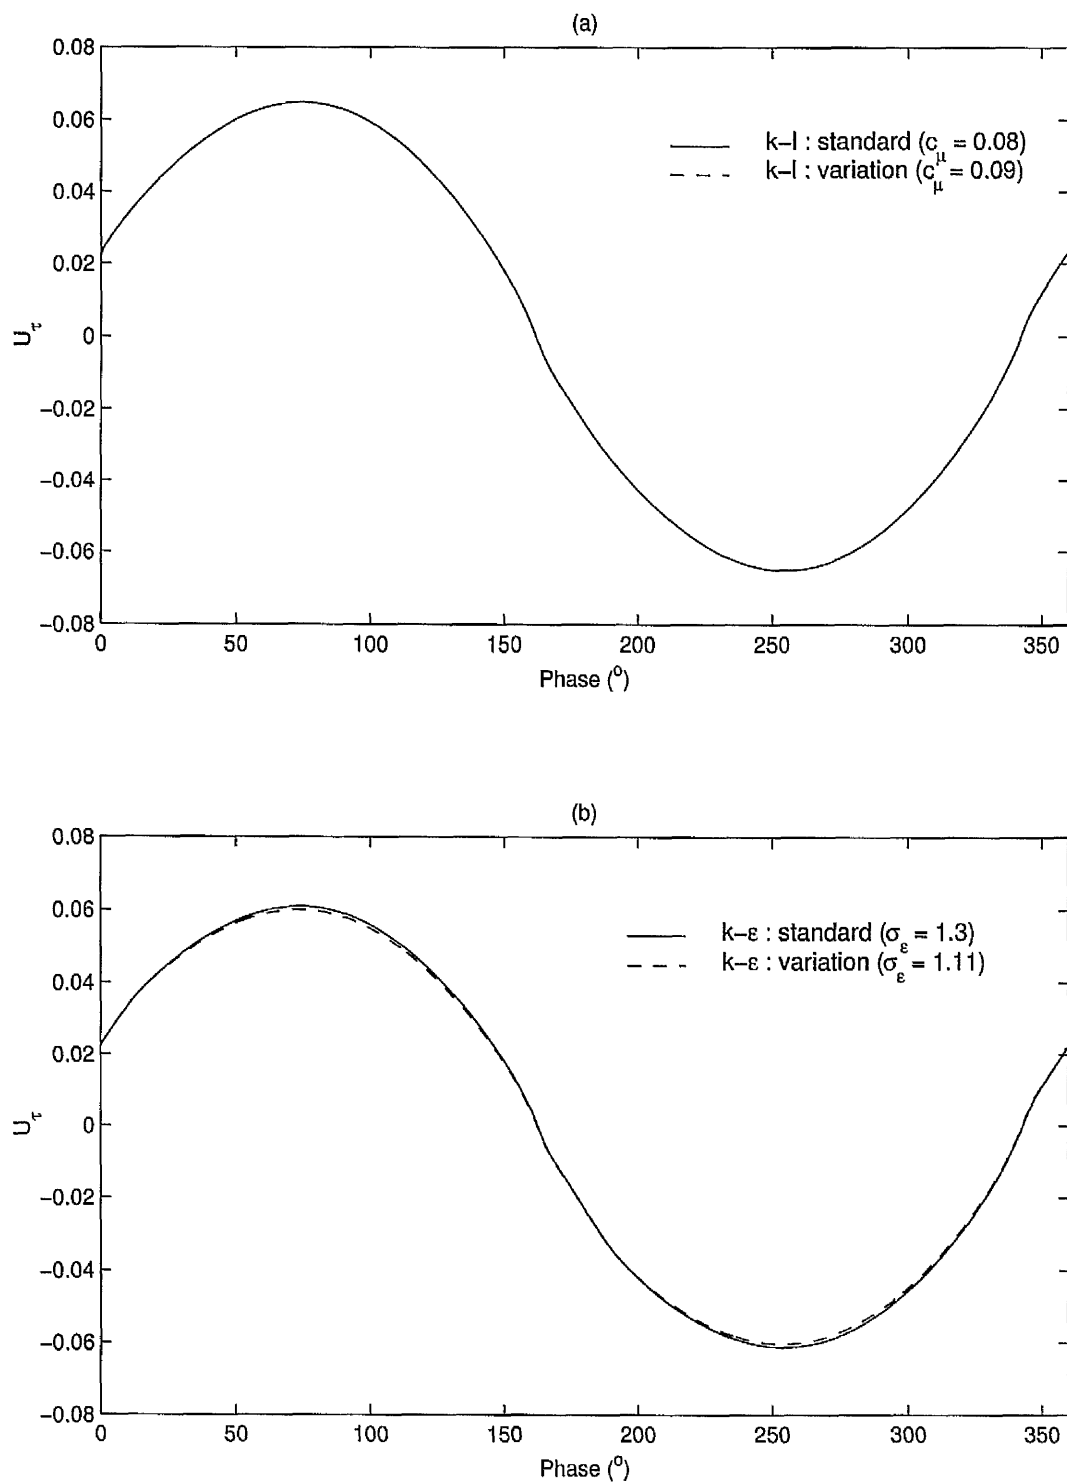 (a)
0.08
0.06
0.04
0.02
0
−0.02
−0.04
−0.06
−0.08
U_τ
k−l : standard (c_μ = 0.08)
k−l : variation (c_μ = 0.09)
0 50 100 150 200 250 300 350
Phase (°)
(b)
0.08
0.06
0.04
0.02
0
−0.02
−0.04
−0.06
−0.08
U_τ
k−ε : standard (σ_ε = 1.3)
k−ε : variation (σ_ε = 1.11)
0 50 100 150 200 250 300 350
Phase (°)